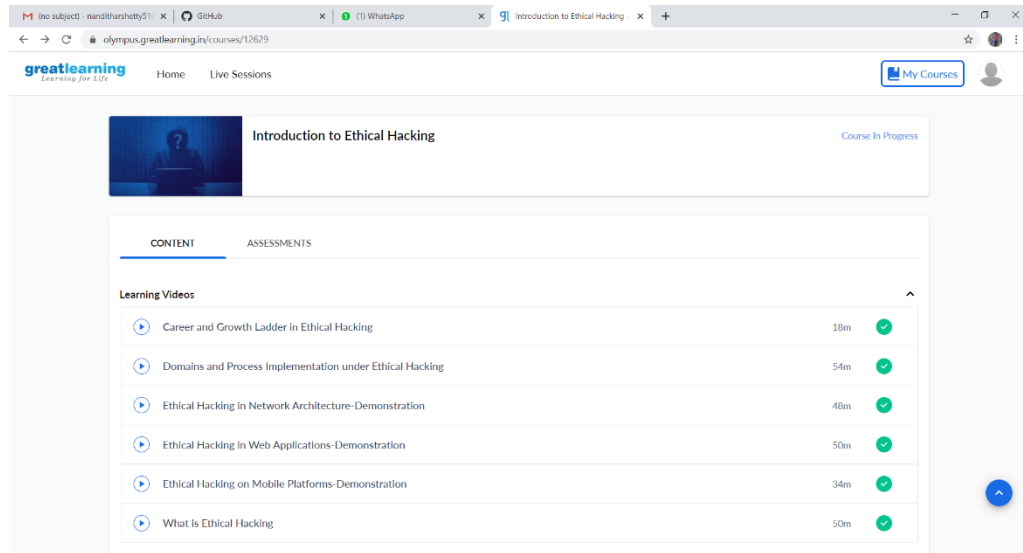 (no subject) - nanditharshetty51
GitHub
(1) WhatsApp
Introduction to Ethical Hacking -
olympus.greatlearning.in/courses/12629
greatlearning
Learning for Life
Home
Live Sessions
My Courses
?
Introduction to Ethical Hacking
Course In Progress
CONTENT
ASSESSMENTS
Learning Videos
Career and Growth Ladder in Ethical Hacking 18m
Domains and Process Implementation under Ethical Hacking 54m
Ethical Hacking in Network Architecture-Demonstration 48m
Ethical Hacking in Web Applications-Demonstration 50m
Ethical Hacking on Mobile Platforms-Demonstration 34m
What is Ethical Hacking 50m